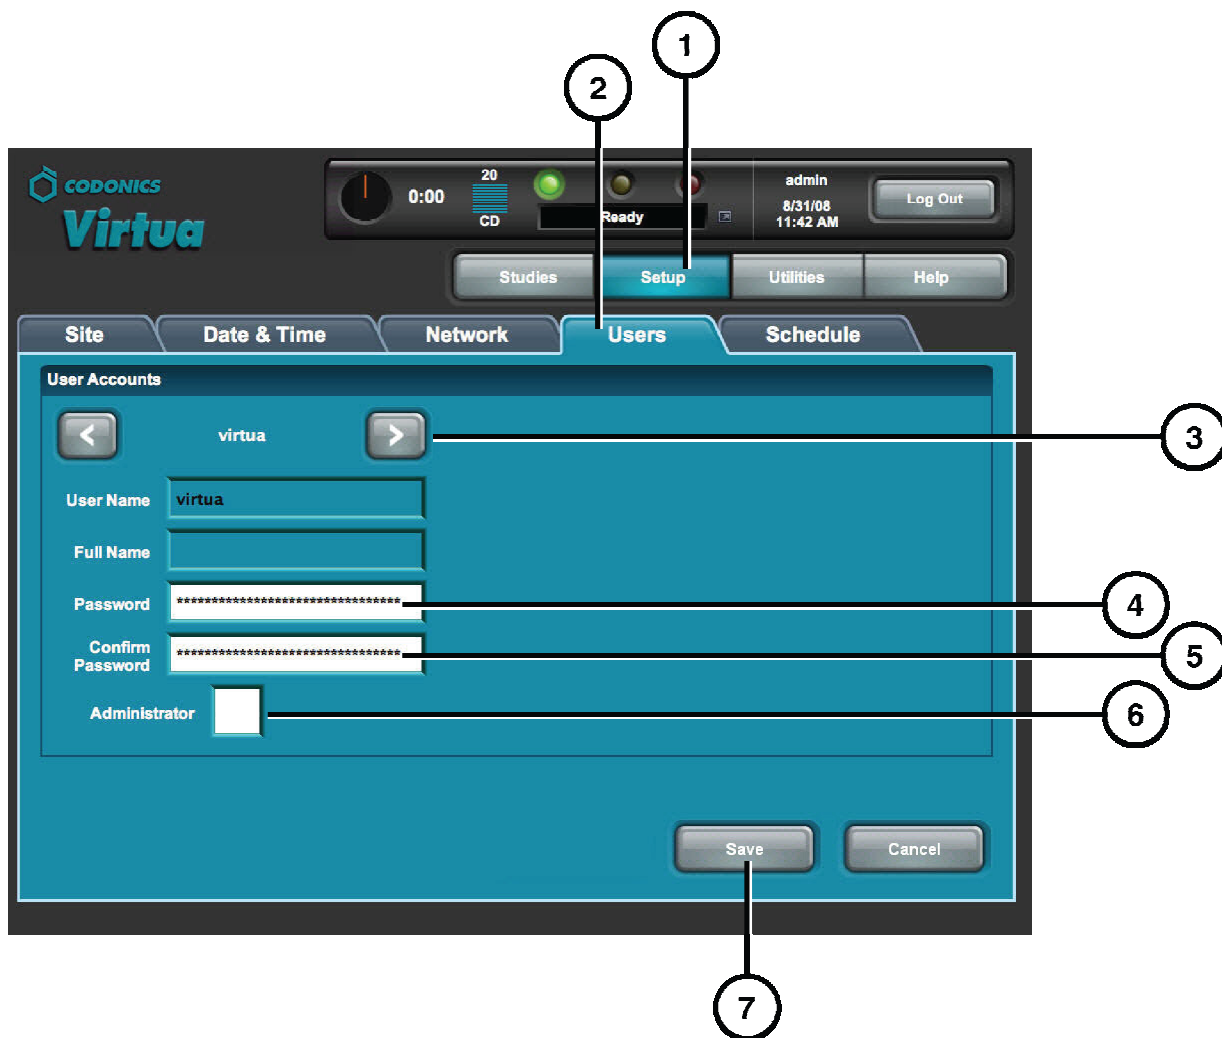 1
2
CODONICS
Virtua
0:00
20
CD
Ready
admin
8/31/08
11:42 AM
Log Out
Studies
Setup
Utilities
Help
Site
Date & Time
Network
Users
Schedule
User Accounts
<
virtua
>
3
User Name
virtua
Full Name
Password
********************************
4
Confirm
Password
********************************
5
Administrator
6
Save
Cancel
7